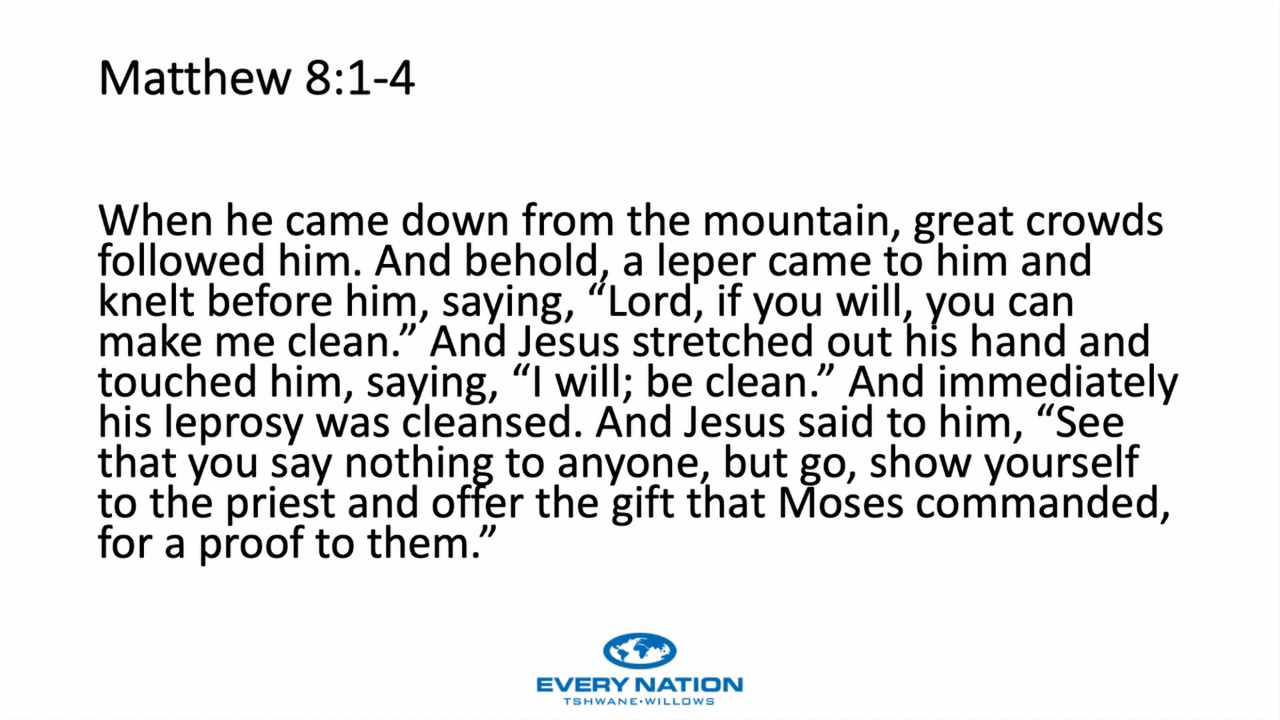 Matthew 8:1-4
When he came down from the mountain, great crowds
followed him. And behold, a leper came to him and
knelt before him, saying, “Lord, if you will, you can
make me clean.” And Jesus stretched out his hand and
touched him, saying, “I will; be clean.” And immediately
his leprosy was cleansed. And Jesus said to him, “See
that you say nothing to anyone, but go, show yourself
to the priest and offer the gift that Moses commanded,
for a proof to them.”
EVERY NATION
TSHWANE•WILLOWS